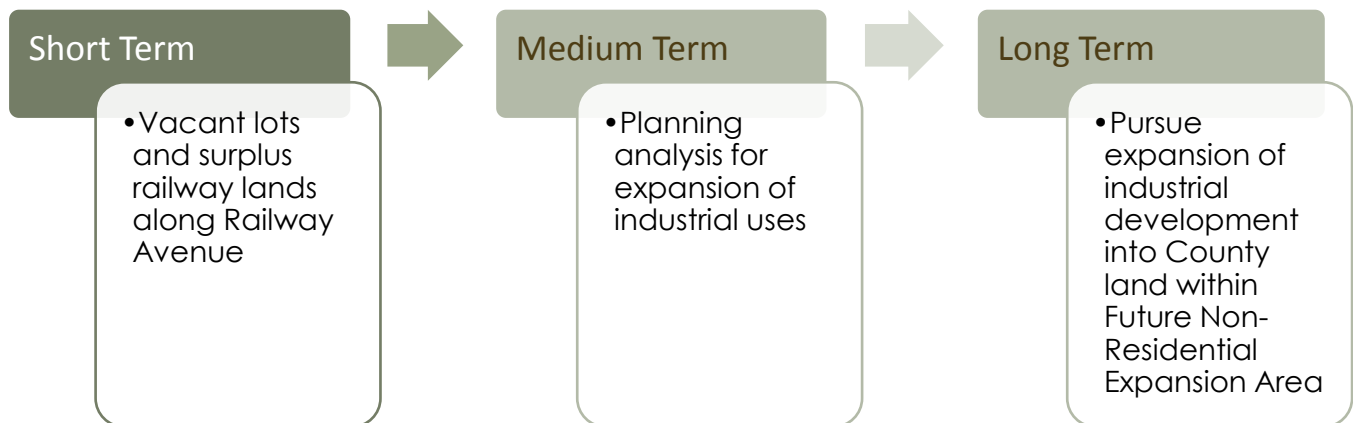 Short Term
•Vacant lots
and surplus
railway lands
along Railway
Avenue
Medium Term
•Planning
analysis for
expansion of
industrial uses
Long Term
•Pursue
expansion of
industrial
development
into County
land within
Future Non-
Residential
Expansion Area